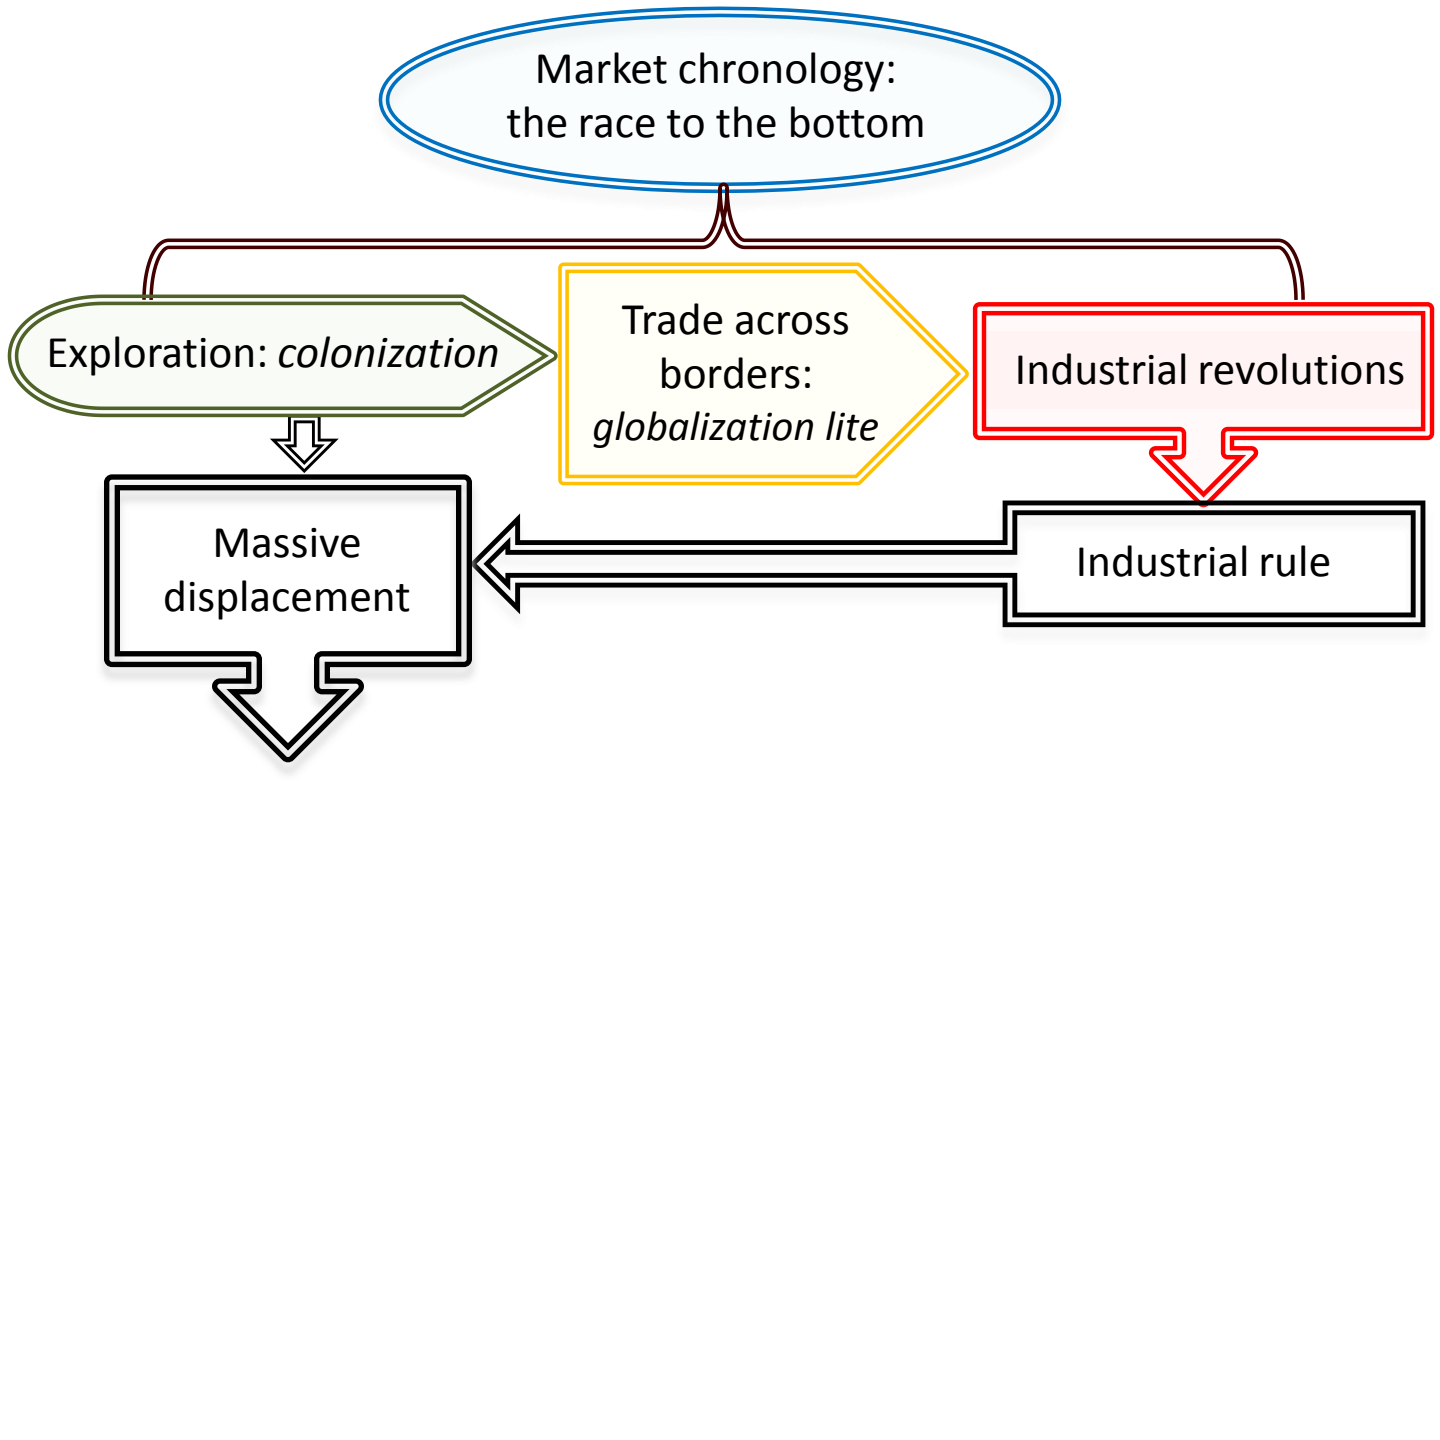 Market chronology:
the race to the bottom
Exploration: colonization
Trade across
borders:
globalization lite
Industrial revolutions
Massive
displacement
Industrial rule